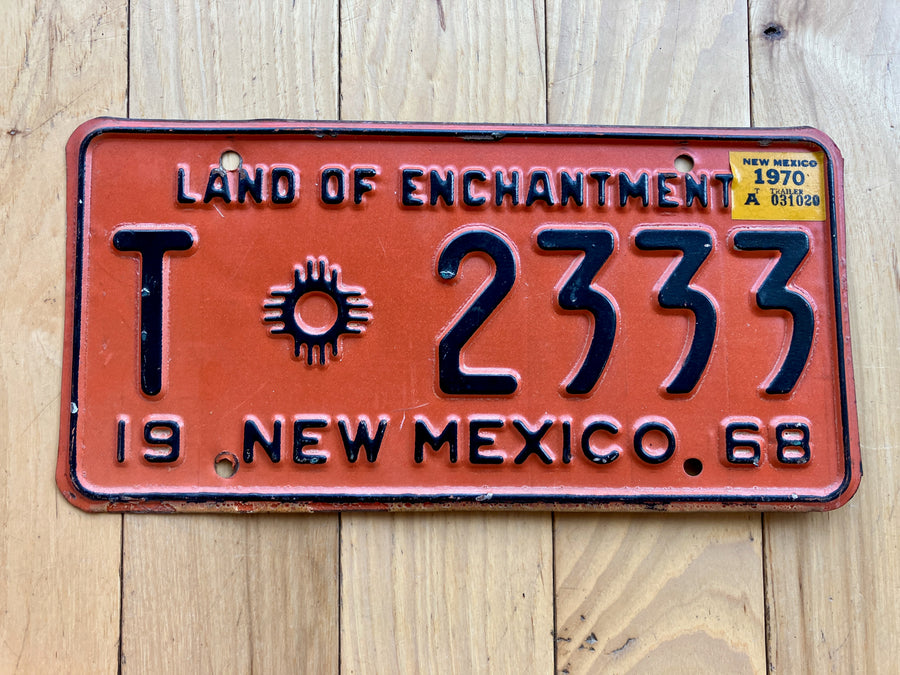 LAND OF ENCHANTMENT
NEW MEXICO
1970
T TRAILER
A 031020
T 2333
19 NEW MEXICO 68